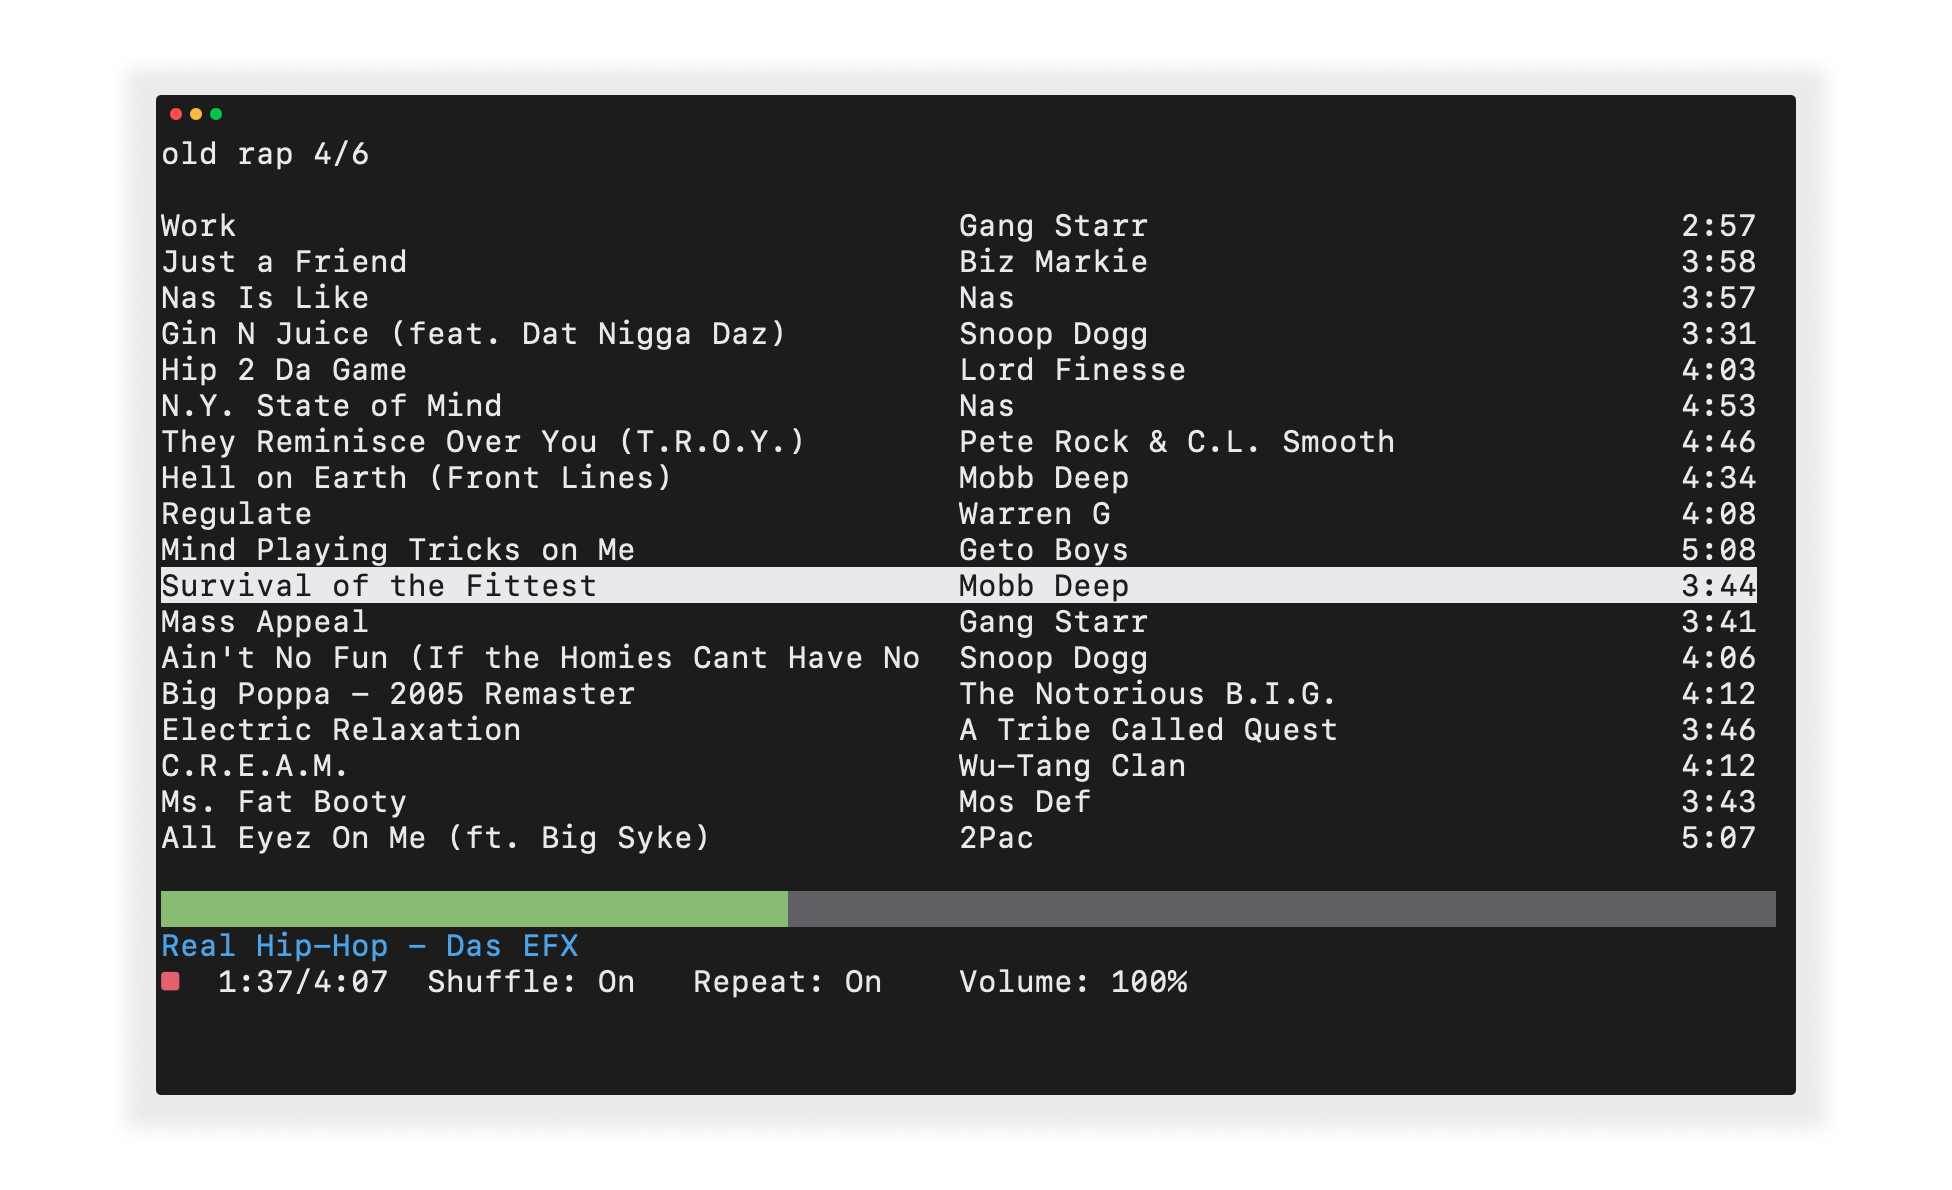 old rap 4/6
Work Gang Starr 2:57
Just a Friend Biz Markie 3:58
Nas Is Like Nas 3:57
Gin N Juice (feat. Dat Nigga Daz) Snoop Dogg 3:31
Hip 2 Da Game Lord Finesse 4:03
N.Y. State of Mind Nas 4:53
They Reminisce Over You (T.R.O.Y.) Pete Rock & C.L. Smooth 4:46
Hell on Earth (Front Lines) Mobb Deep 4:34
Regulate Warren G 4:08
Mind Playing Tricks on Me Geto Boys 5:08
Survival of the Fittest Mobb Deep 3:44
Mass Appeal Gang Starr 3:41
Ain't No Fun (If the Homies Cant Have No Snoop Dogg 4:06
Big Poppa - 2005 Remaster The Notorious B.I.G. 4:12
Electric Relaxation A Tribe Called Quest 3:46
C.R.E.A.M. Wu-Tang Clan 4:12
Ms. Fat Booty Mos Def 3:43
All Eyez On Me (ft. Big Syke) 2Pac 5:07
Real Hip-Hop - Das EFX
1:37/4:07 Shuffle: On Repeat: On Volume: 100%